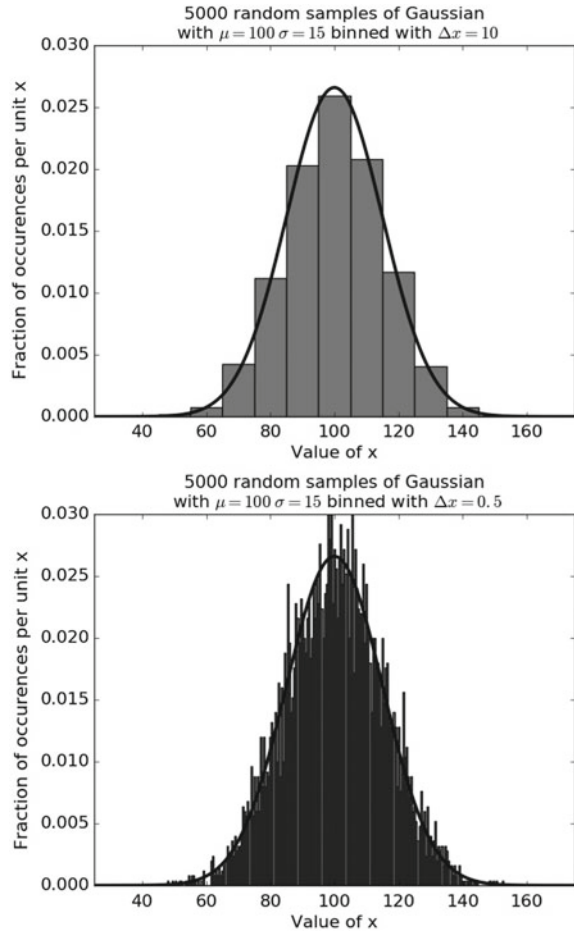 5000 random samples of Gaussian
with μ=100 σ=15 binned with Δx=10
Fraction of occurences per unit x
0.030
0.025
0.020
0.015
0.010
0.005
0.000
40 60 80 100 120 140 160
Value of x
5000 random samples of Gaussian
with μ=100 σ=15 binned with Δx=0.5
Fraction of occurences per unit x
0.030
0.025
0.020
0.015
0.010
0.005
0.000
40 60 80 100 120 140 160
Value of x